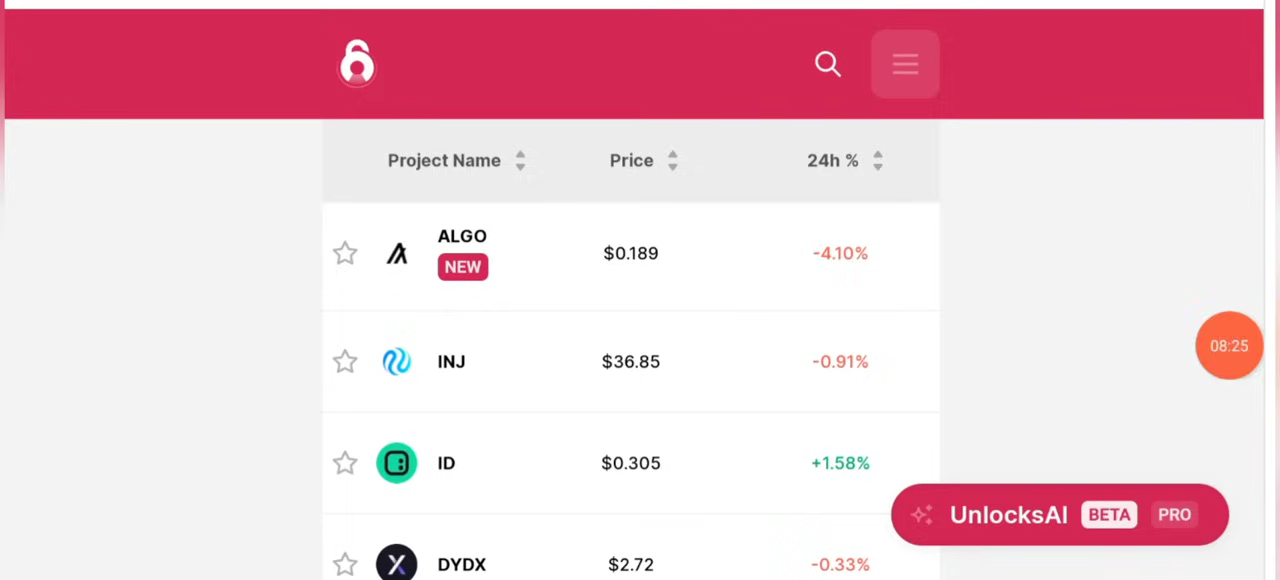 Project Name Price 24h %
ALGO
NEW
$0.189 -4.10%
INJ $36.85 -0.91%
08:25
ID $0.305 +1.58%
UnlocksAI BETA PRO
DYDX $2.72 -0.33%